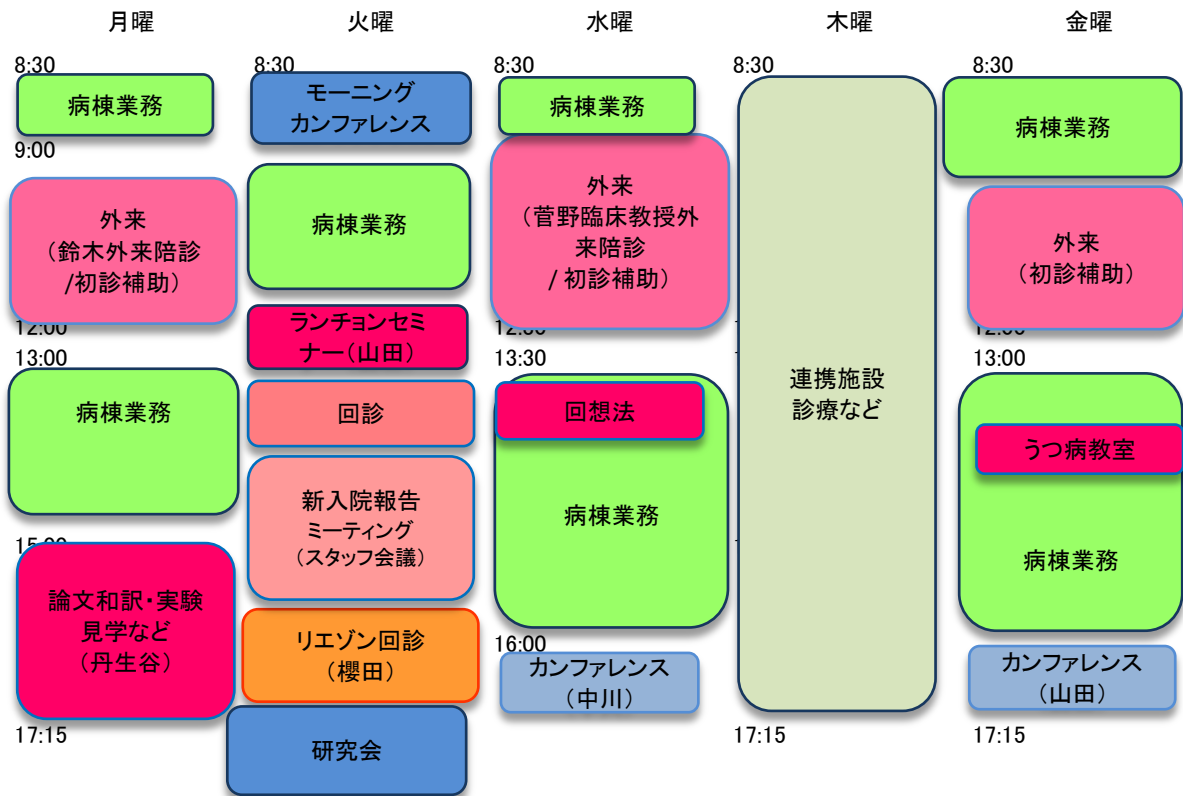 月曜
8:30
病棟業務
9:00
外来
（鈴木外来陪診
/初診補助）
12:00
13:00
病棟業務
15:00
論文和訳・実験
見学など
（丹生谷）
17:15
火曜
8:30
モーニング
カンファレンス
病棟業務
ランチョンセミ
ナー（山田）
回診
新入院報告
ミーティング
（スタッフ会議）
リエゾン回診
（櫻田）
研究会
水曜
8:30
病棟業務
外来
（菅野臨床教授外
来陪診
/ 初診補助）
12:00
13:30
回想法
病棟業務
16:00
カンファレンス
（中川）
木曜
8:30
連携施設
診療など
17:15
金曜
8:30
病棟業務
外来
（初診補助）
12:00
13:00
うつ病教室
病棟業務
カンファレンス
（山田）
17:15